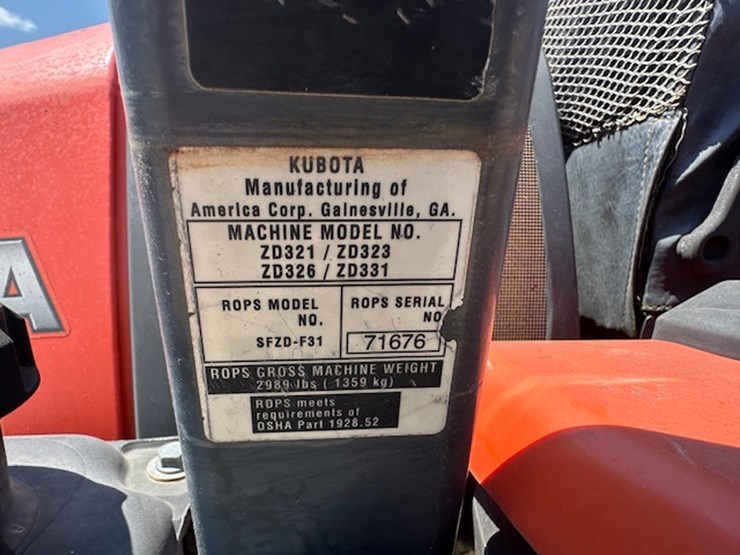 KUBOTA
Manufacturing of
America Corp. Gainesville, GA.
MACHINE MODEL NO.
ZD321 / ZD323
ZD326 / ZD331
ROPS MODEL
NO.
SFZD-F31
ROPS SERIAL
NO
71676
ROPS GROSS MACHINE WEIGHT
2989 lbs ( 1359 kg)
ROPS meets
requirements of
OSHA Part 1928.52
A